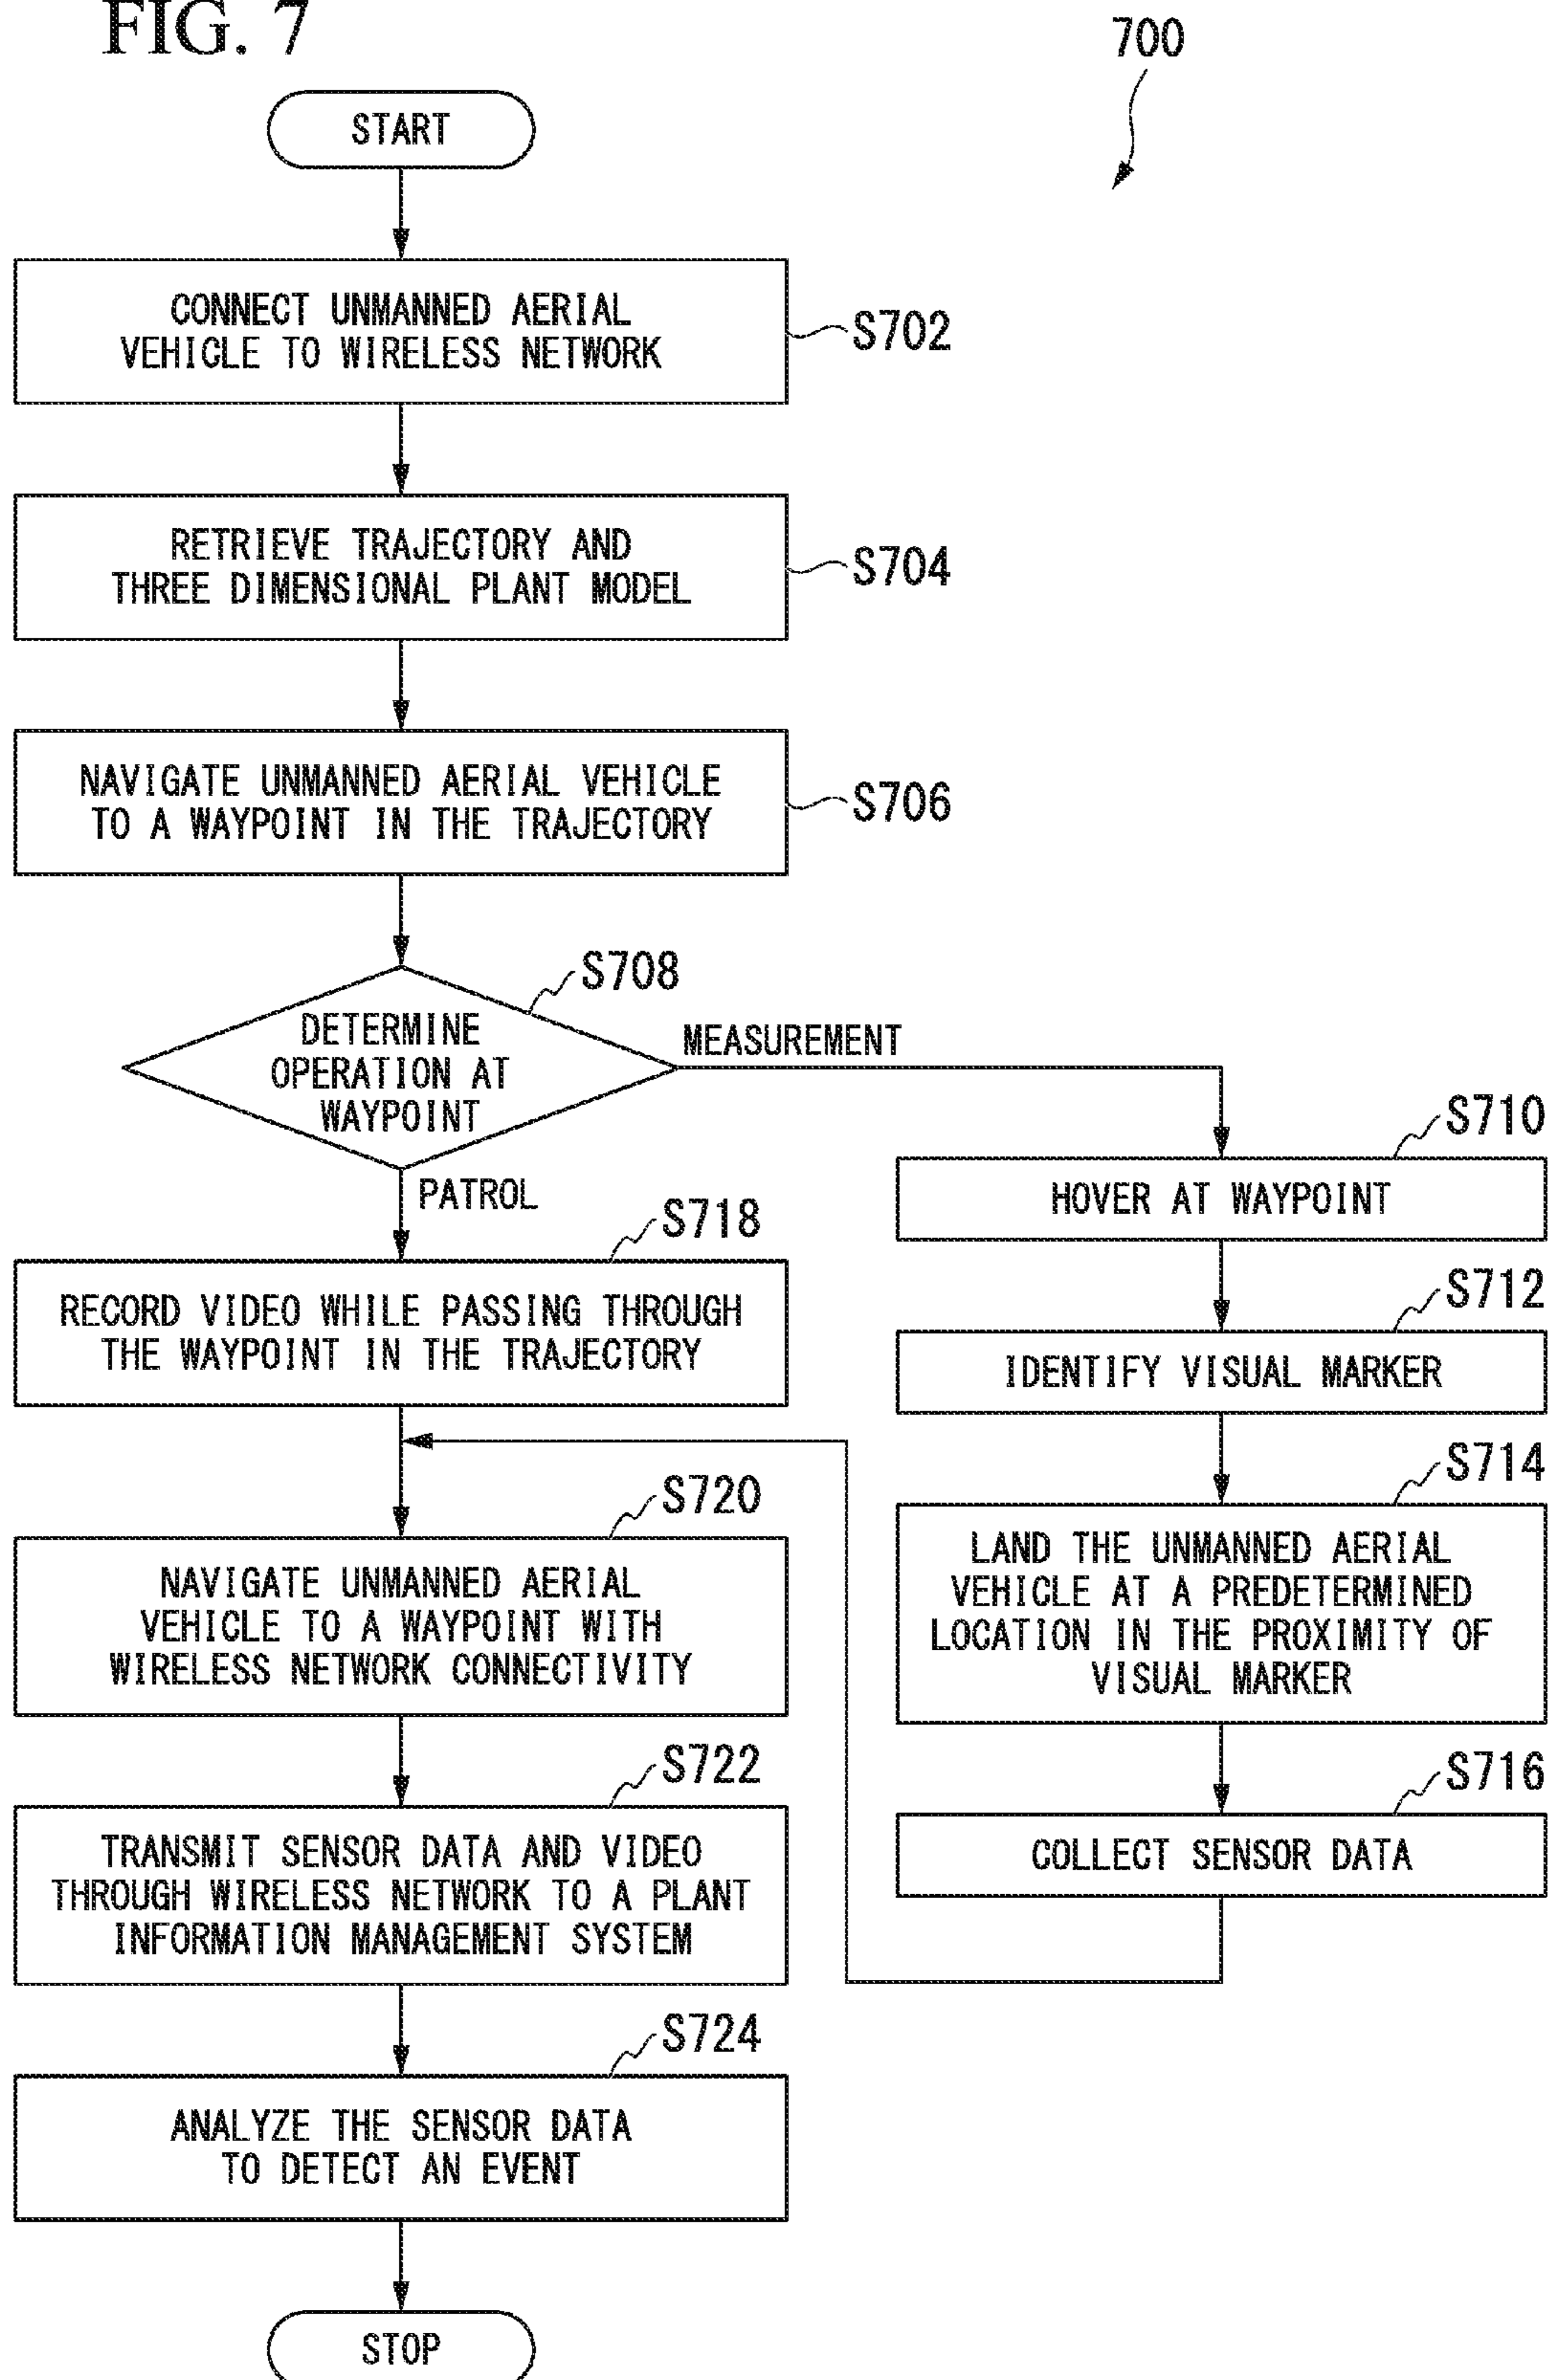 FIG. 7
700
START
CONNECT UNMANNED AERIAL
VEHICLE TO WIRELESS NETWORK
S702
RETRIEVE TRAJECTORY AND
THREE DIMENSIONAL PLANT MODEL
S704
NAVIGATE UNMANNED AERIAL VEHICLE
TO A WAYPOINT IN THE TRAJECTORY
S706
S708
DETERMINE
OPERATION AT
WAYPOINT
MEASUREMENT
PATROL
S710
HOVER AT WAYPOINT
S712
IDENTIFY VISUAL MARKER
S714
LAND THE UNMANNED AERIAL
VEHICLE AT A PREDETERMINED
LOCATION IN THE PROXIMITY OF
VISUAL MARKER
S716
COLLECT SENSOR DATA
S718
RECORD VIDEO WHILE PASSING THROUGH
THE WAYPOINT IN THE TRAJECTORY
S720
NAVIGATE UNMANNED AERIAL
VEHICLE TO A WAYPOINT WITH
WIRELESS NETWORK CONNECTIVITY
S722
TRANSMIT SENSOR DATA AND VIDEO
THROUGH WIRELESS NETWORK TO A PLANT
INFORMATION MANAGEMENT SYSTEM
S724
ANALYZE THE SENSOR DATA
TO DETECT AN EVENT
STOP